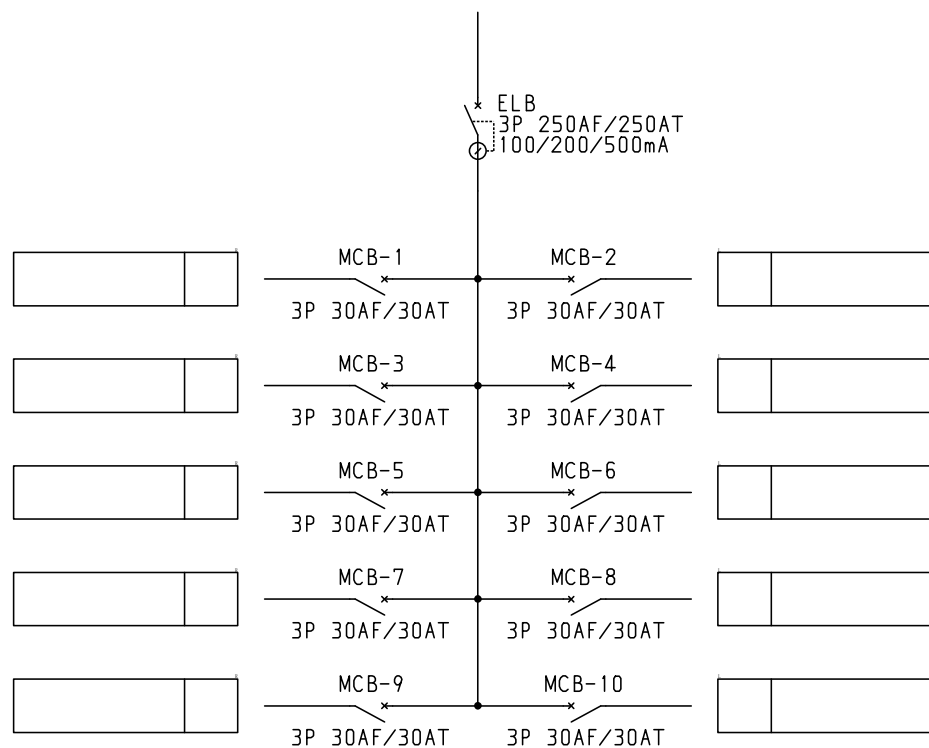 ELB
3P 250AF/250AT
100/200/500mA
MCB-1 MCB-2
3P 30AF/30AT 3P 30AF/30AT
MCB-3 MCB-4
3P 30AF/30AT 3P 30AF/30AT
MCB-5 MCB-6
3P 30AF/30AT 3P 30AF/30AT
MCB-7 MCB-8
3P 30AF/30AT 3P 30AF/30AT
MCB-9 MCB-10
3P 30AF/30AT 3P 30AF/30AT